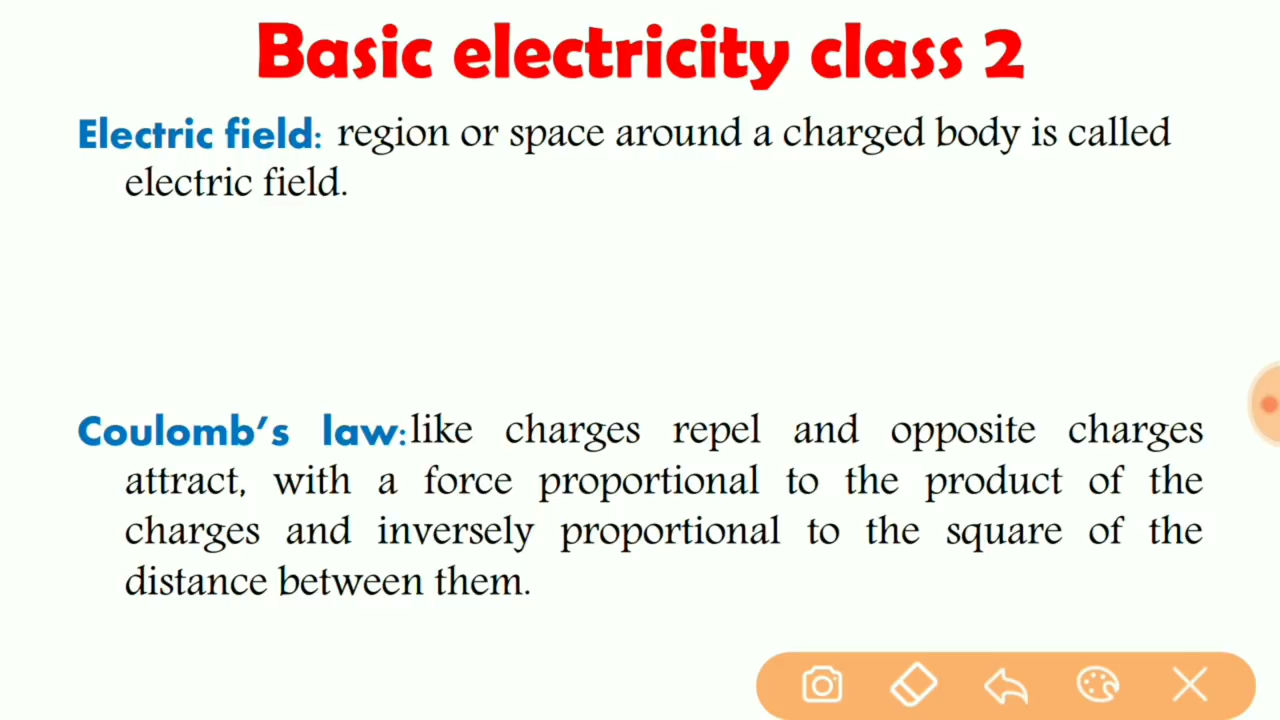 Basic electricity class 2
Electric field: region or space around a charged body is called
electric field.
Coulomb's law:like charges repel and opposite charges
attract, with a force proportional to the product of the
charges and inversely proportional to the square of the
distance between them.